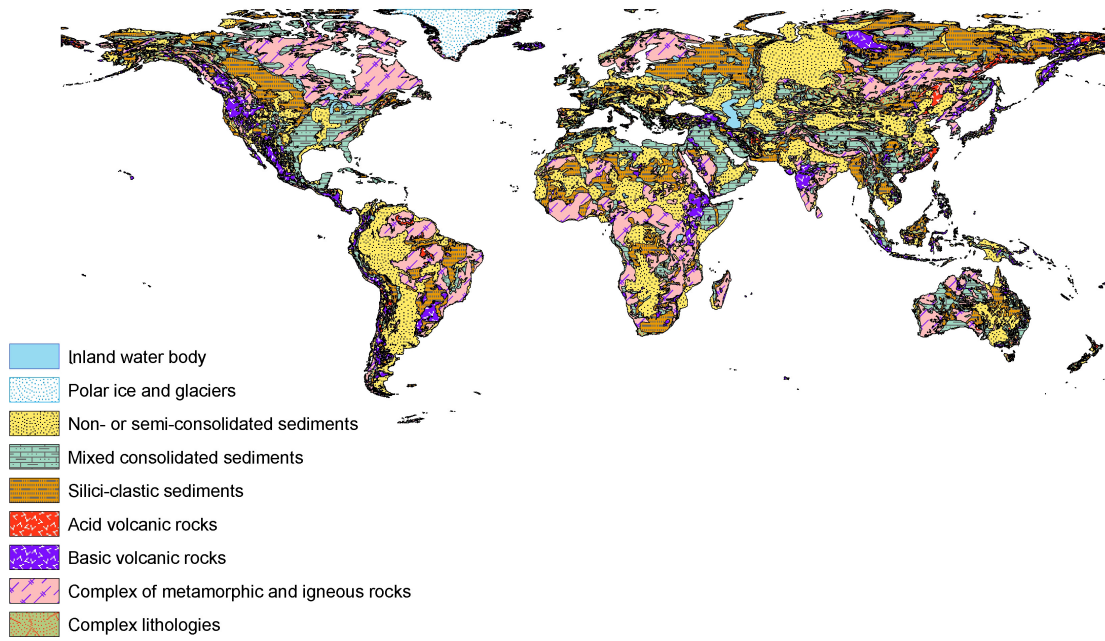 Inland water body
Polar ice and glaciers
Non- or semi-consolidated sediments
Mixed consolidated sediments
Silici-clastic sediments
Acid volcanic rocks
Basic volcanic rocks
Complex of metamorphic and igneous rocks
Complex lithologies